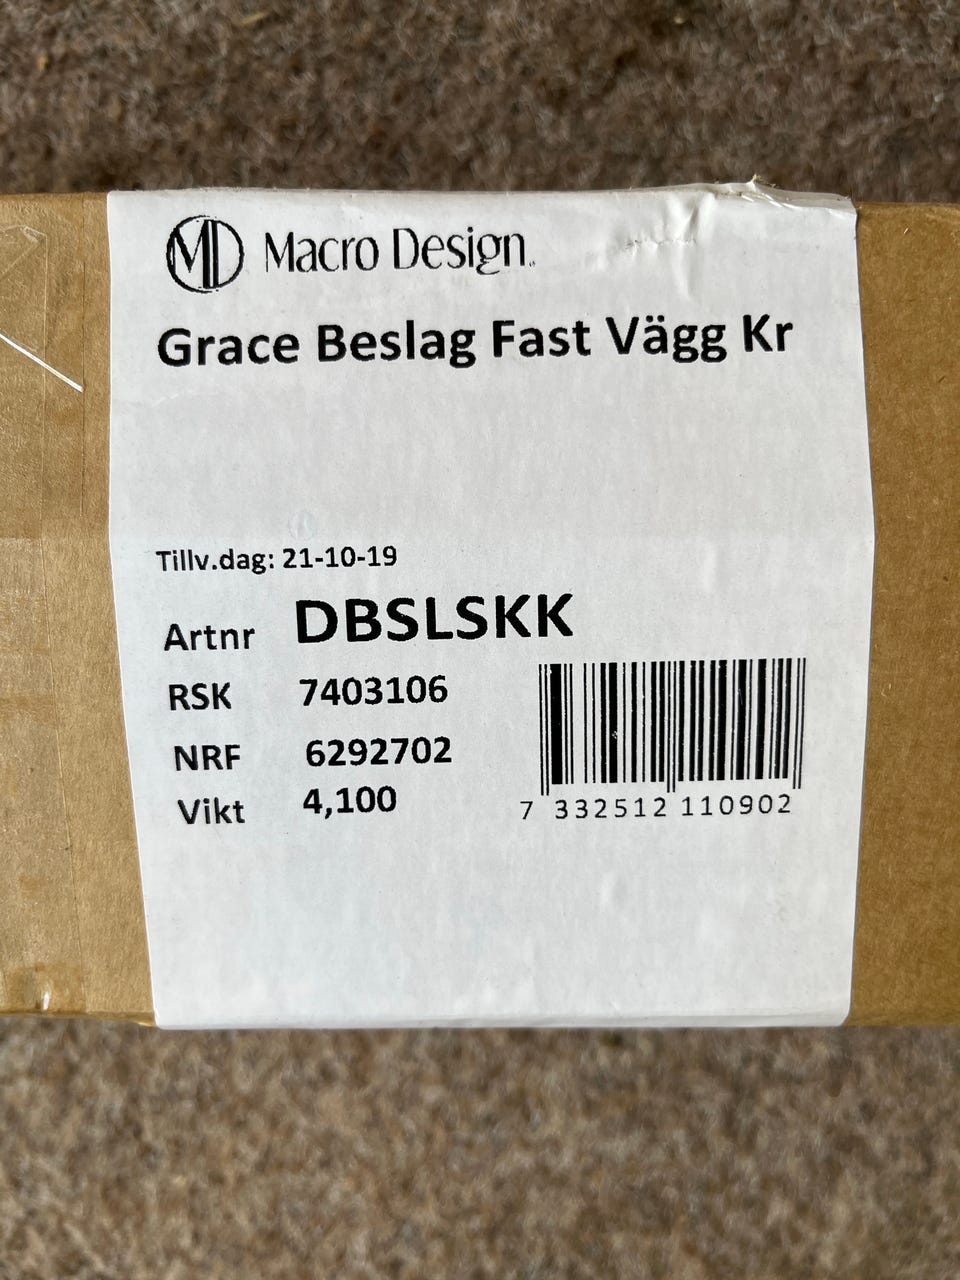 MD Macro Design.
Grace Beslag Fast Vägg Kr
Tillv.dag: 21-10-19
Artnr DBSLSKK
RSK 7403106
NRF 6292702
Vikt 4,100
7 332512 110902